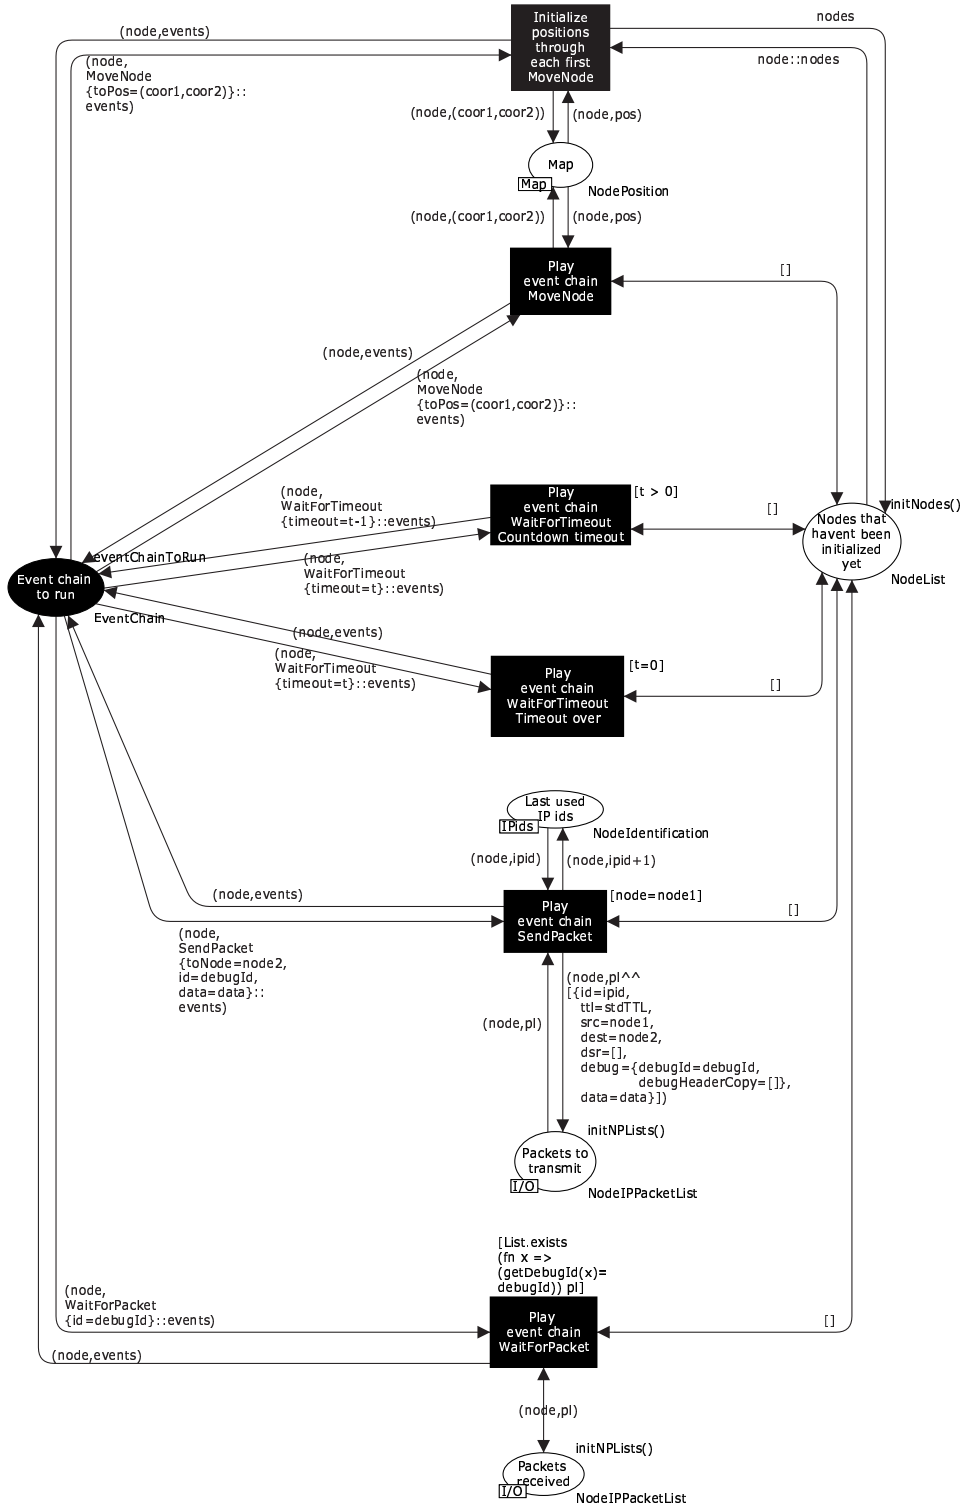 Initialize
positions
through
each first
MoveNode
nodes
node::nodes
(node,events)
(node,
MoveNode
{toPos=(coor1,coor2)}::
events)
(node,(coor1,coor2))
(node,pos)
Map
Map
NodePosition
(node,(coor1,coor2))
(node,pos)
Play
event chain
MoveNode
[]
(node,events)
(node,
MoveNode
{toPos=(coor1,coor2)}::
events)
(node,
WaitForTimeout
{timeout=t-1}::events)
Play
event chain
WaitForTimeout
Countdown timeout
[t > 0]
[]
initNodes()
Nodes that
havent been
initialized
yet
NodeList
eventChainToRun
Event chain
to run
EventChain
(node,
WaitForTimeout
{timeout=t}::events)
(node,events)
(node,
WaitForTimeout
{timeout=t}::events)
Play
event chain
WaitForTimeout
Timeout over
[t=0]
[]
Last used
IP ids
IPids
NodeIdentification
(node,ipid)
(node,ipid+1)
(node,events)
Play
event chain
SendPacket
[node=node1]
[]
(node,
SendPacket
{toNode=node2,
id=debugId,
data=data}::
events)
(node,pl)
(node,pl^^
[{id=ipid,
ttl=stdTTL,
src=node1,
dest=node2,
dsr=[],
debug={debugId=debugId,
debugHeaderCopy=[]},
data=data}])
initNPLists()
Packets to
transmit
I/O
NodeIPPacketList
[List.exists
(fn x =>
(getDebugId(x)=
debugId)) pl]
(node,
WaitForPacket
{id=debugId}::events)
Play
event chain
WaitForPacket
[]
(node,events)
(node,pl)
initNPLists()
Packets
received
I/O
NodeIPPacketList